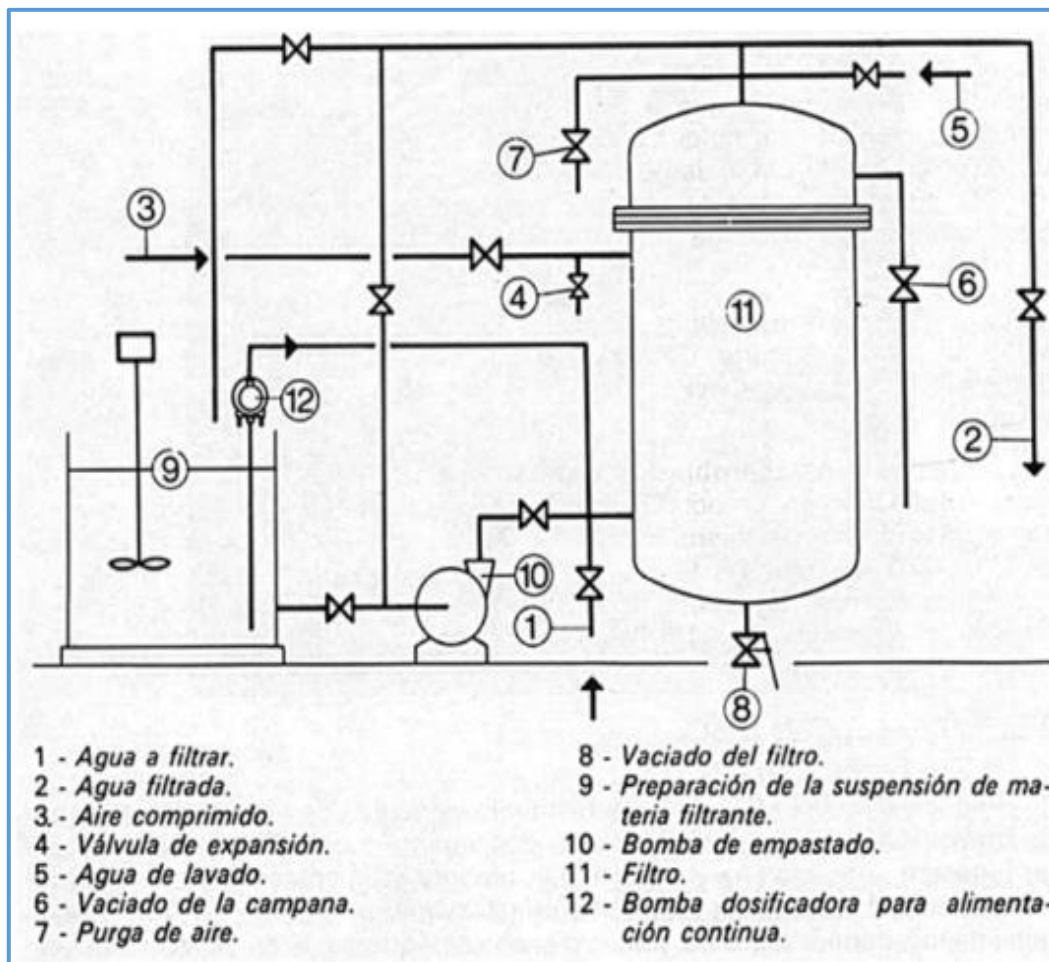 3
7
5
4
11
6
12
9
2
10
1
8
1 - Agua a filtrar.
2 - Agua filtrada.
3 - Aire comprimido.
4 - Válvula de expansión.
5 - Agua de lavado.
6 - Vaciado de la campana.
7 - Purga de aire.
8 - Vaciado del filtro.
9 - Preparación de la suspensión de ma-
teria filtrante.
10 - Bomba de empastado.
11 - Filtro.
12 - Bomba dosificadora para alimenta-
ción continua.